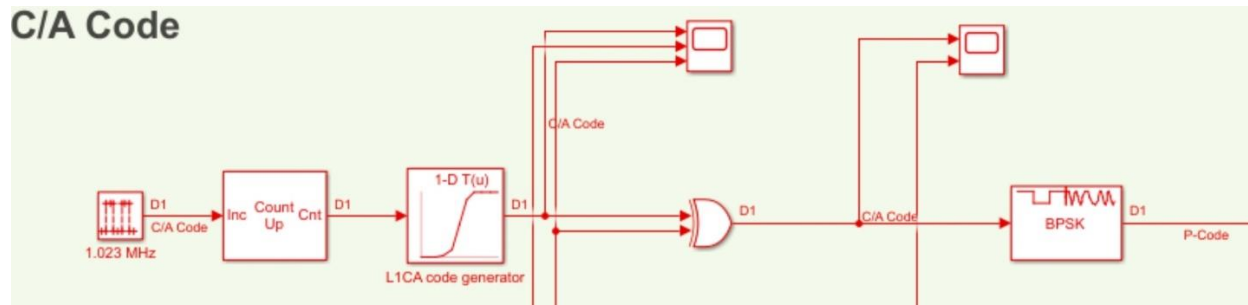 C/A Code
C/A Code
1-D T(u)
D1
Inc
Count
Up
Cnt
D1
D1
D1
C/A Code
C/A Code
BPSK
D1
P-Code
1.023 MHz
L1CA code generator